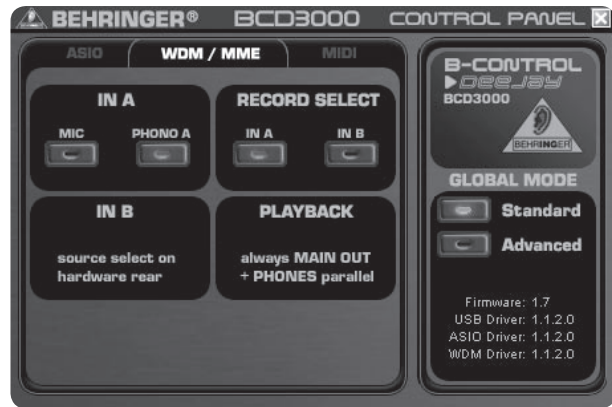 BEHRINGER® BCD3000 CONTROL PANEL X
ASIO WDM / MME MIDI
IN A
MIC PHONO A
RECORD SELECT
IN A IN B
IN B
source select on
hardware rear
PLAYBACK
always MAIN OUT
+ PHONES parallel
B-CONTROL
DEEJAY
BCD3000
BEHRINGER
GLOBAL MODE
Standard
Advanced
Firmware: 1.7
USB Driver: 1.1.2.0
ASIO Driver: 1.1.2.0
WDM Driver: 1.1.2.0